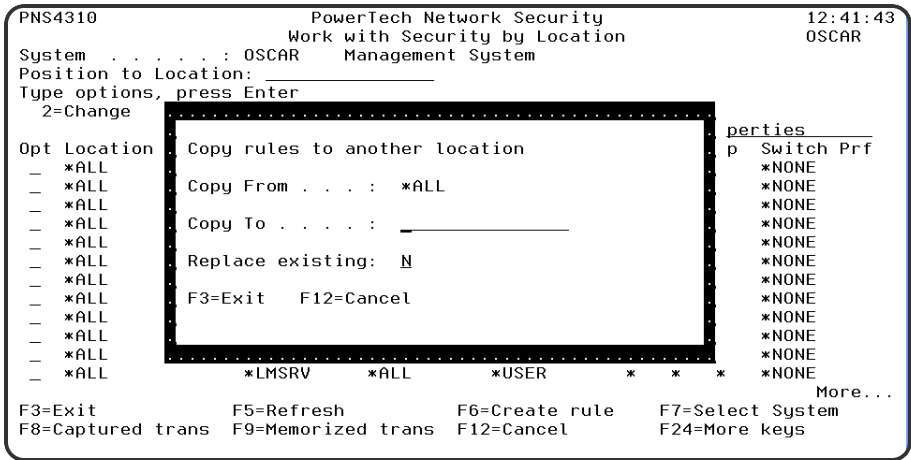 PNS4310 PowerTech Network Security 12:41:43
Work with Security by Location OSCAR
System . . . . . : OSCAR Management System
Position to Location:
Type options, press Enter
2=Change
perties
Opt Location Copy rules to another location p Switch Prf
_ *ALL *NONE
_ *ALL Copy From . . . : *ALL *NONE
_ *ALL *NONE
_ *ALL Copy To . . . . : *NONE
_ *ALL *NONE
_ *ALL Replace existing: N *NONE
_ *ALL *NONE
_ *ALL F3=Exit F12=Cancel *NONE
_ *ALL *NONE
_ *ALL *NONE
_ *ALL *NONE
_ *ALL *LMSRV *ALL *USER * * * *NONE
More...
F3=Exit F5=Refresh F6=Create rule F7=Select System
F8=Captured trans F9=Memorized trans F12=Cancel F24=More keys